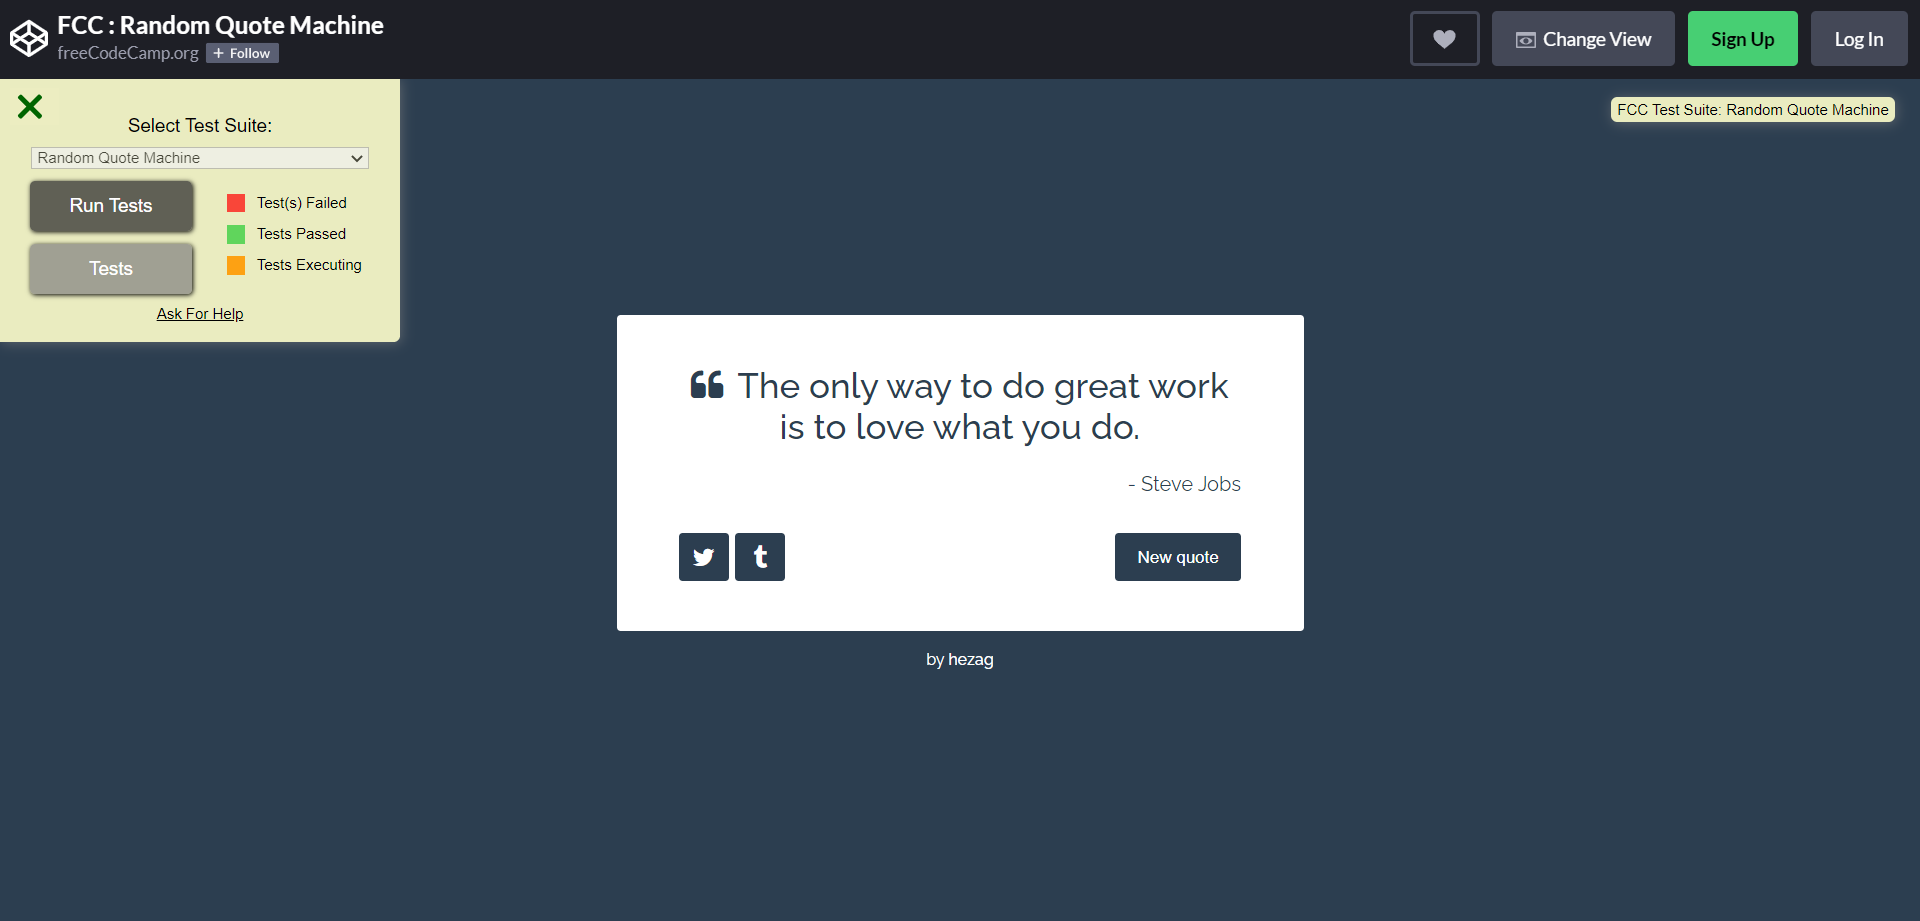 FCC : Random Quote Machine
freeCodeCamp.org + Follow
Change View
Sign Up
Log In
Select Test Suite:
Random Quote Machine
Run Tests
Tests
Test(s) Failed
Tests Passed
Tests Executing
Ask For Help
FCC Test Suite: Random Quote Machine
“ The only way to do great work
is to love what you do.
- Steve Jobs
New quote
by hezag